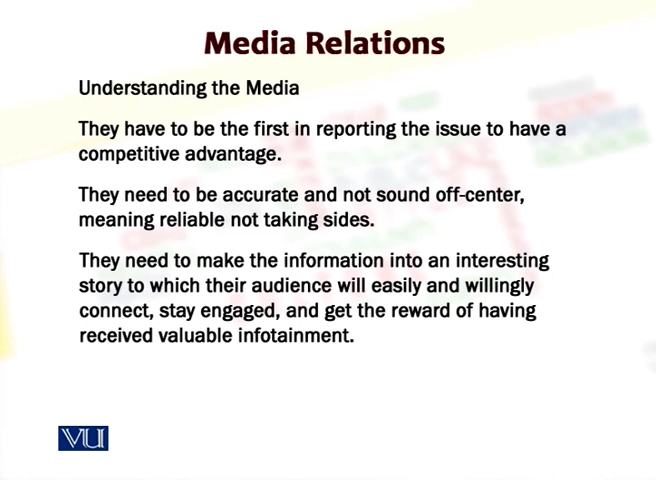 Media Relations
Understanding the Media
They have to be the first in reporting the issue to have a
competitive advantage.
They need to be accurate and not sound off-center,
meaning reliable not taking sides.
They need to make the information into an interesting
story to which their audience will easily and willingly
connect, stay engaged, and get the reward of having
received valuable infotainment.
VU